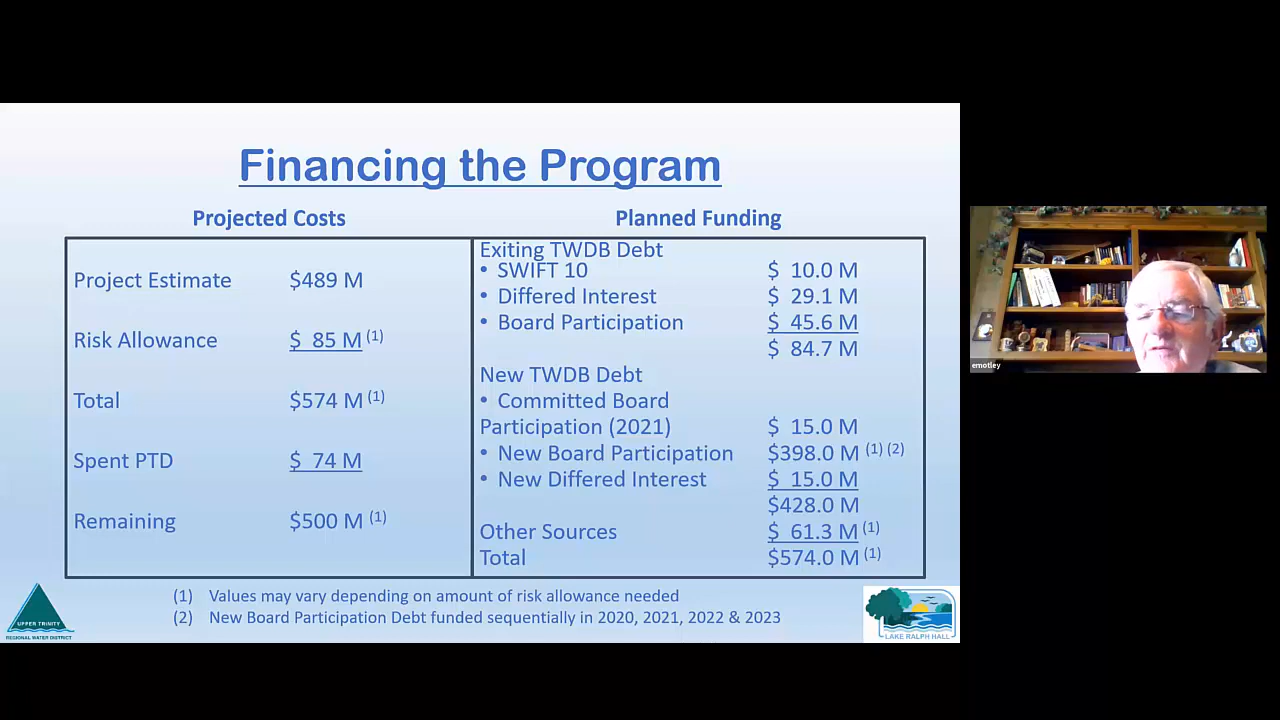 Financing the Program
Projected Costs
Planned Funding
Project Estimate $489 M
Risk Allowance $ 85 M (1)
Total $574 M (1)
Spent PTD $ 74 M
Remaining $500 M (1)
Exiting TWDB Debt
• SWIFT 10 $ 10.0 M
• Differed Interest $ 29.1 M
• Board Participation $ 45.6 M
$ 84.7 M
New TWDB Debt
• Committed Board
Participation (2021) $ 15.0 M
• New Board Participation $398.0 M (1) (2)
• New Differed Interest $ 15.0 M
$428.0 M
Other Sources $ 61.3 M (1)
Total $574.0 M (1)
(1) Values may vary depending on amount of risk allowance needed
(2) New Board Participation Debt funded sequentially in 2020, 2021, 2022 & 2023
UPPER TRINITY
REGIONAL WATER DISTRICT
LAKE RALPH HALL
emotley